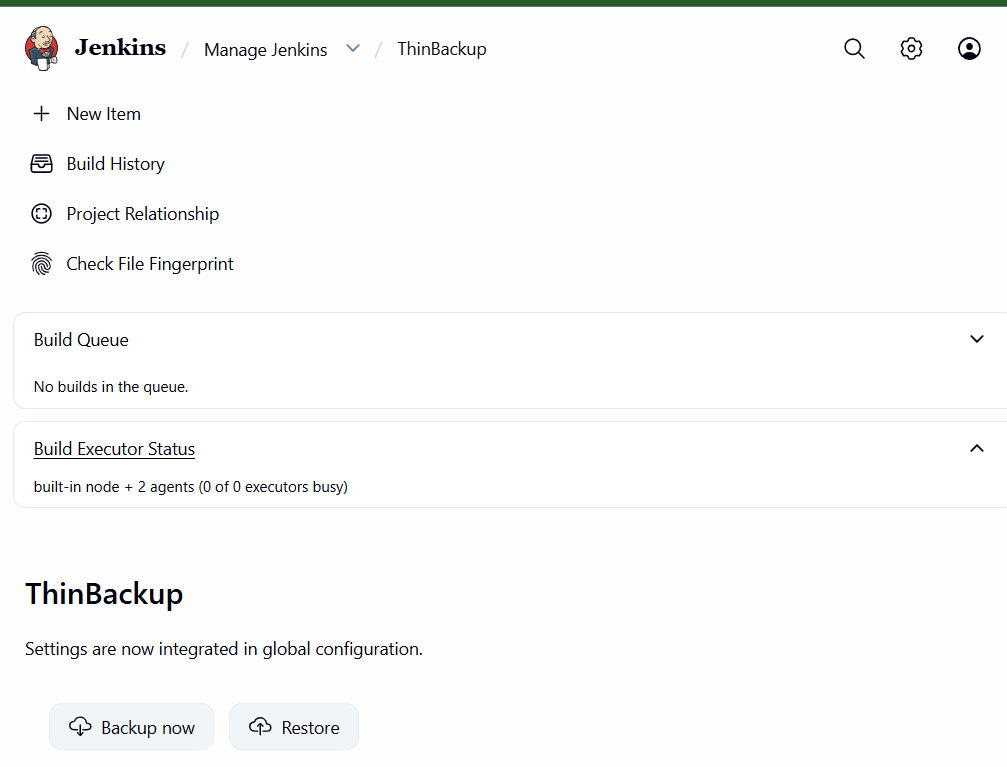 Jenkins / Manage Jenkins / ThinBackup
New Item
Build History
Project Relationship
Check File Fingerprint
Build Queue
No builds in the queue.
Build Executor Status
built-in node + 2 agents (0 of 0 executors busy)
ThinBackup
Settings are now integrated in global configuration.
Backup now Restore